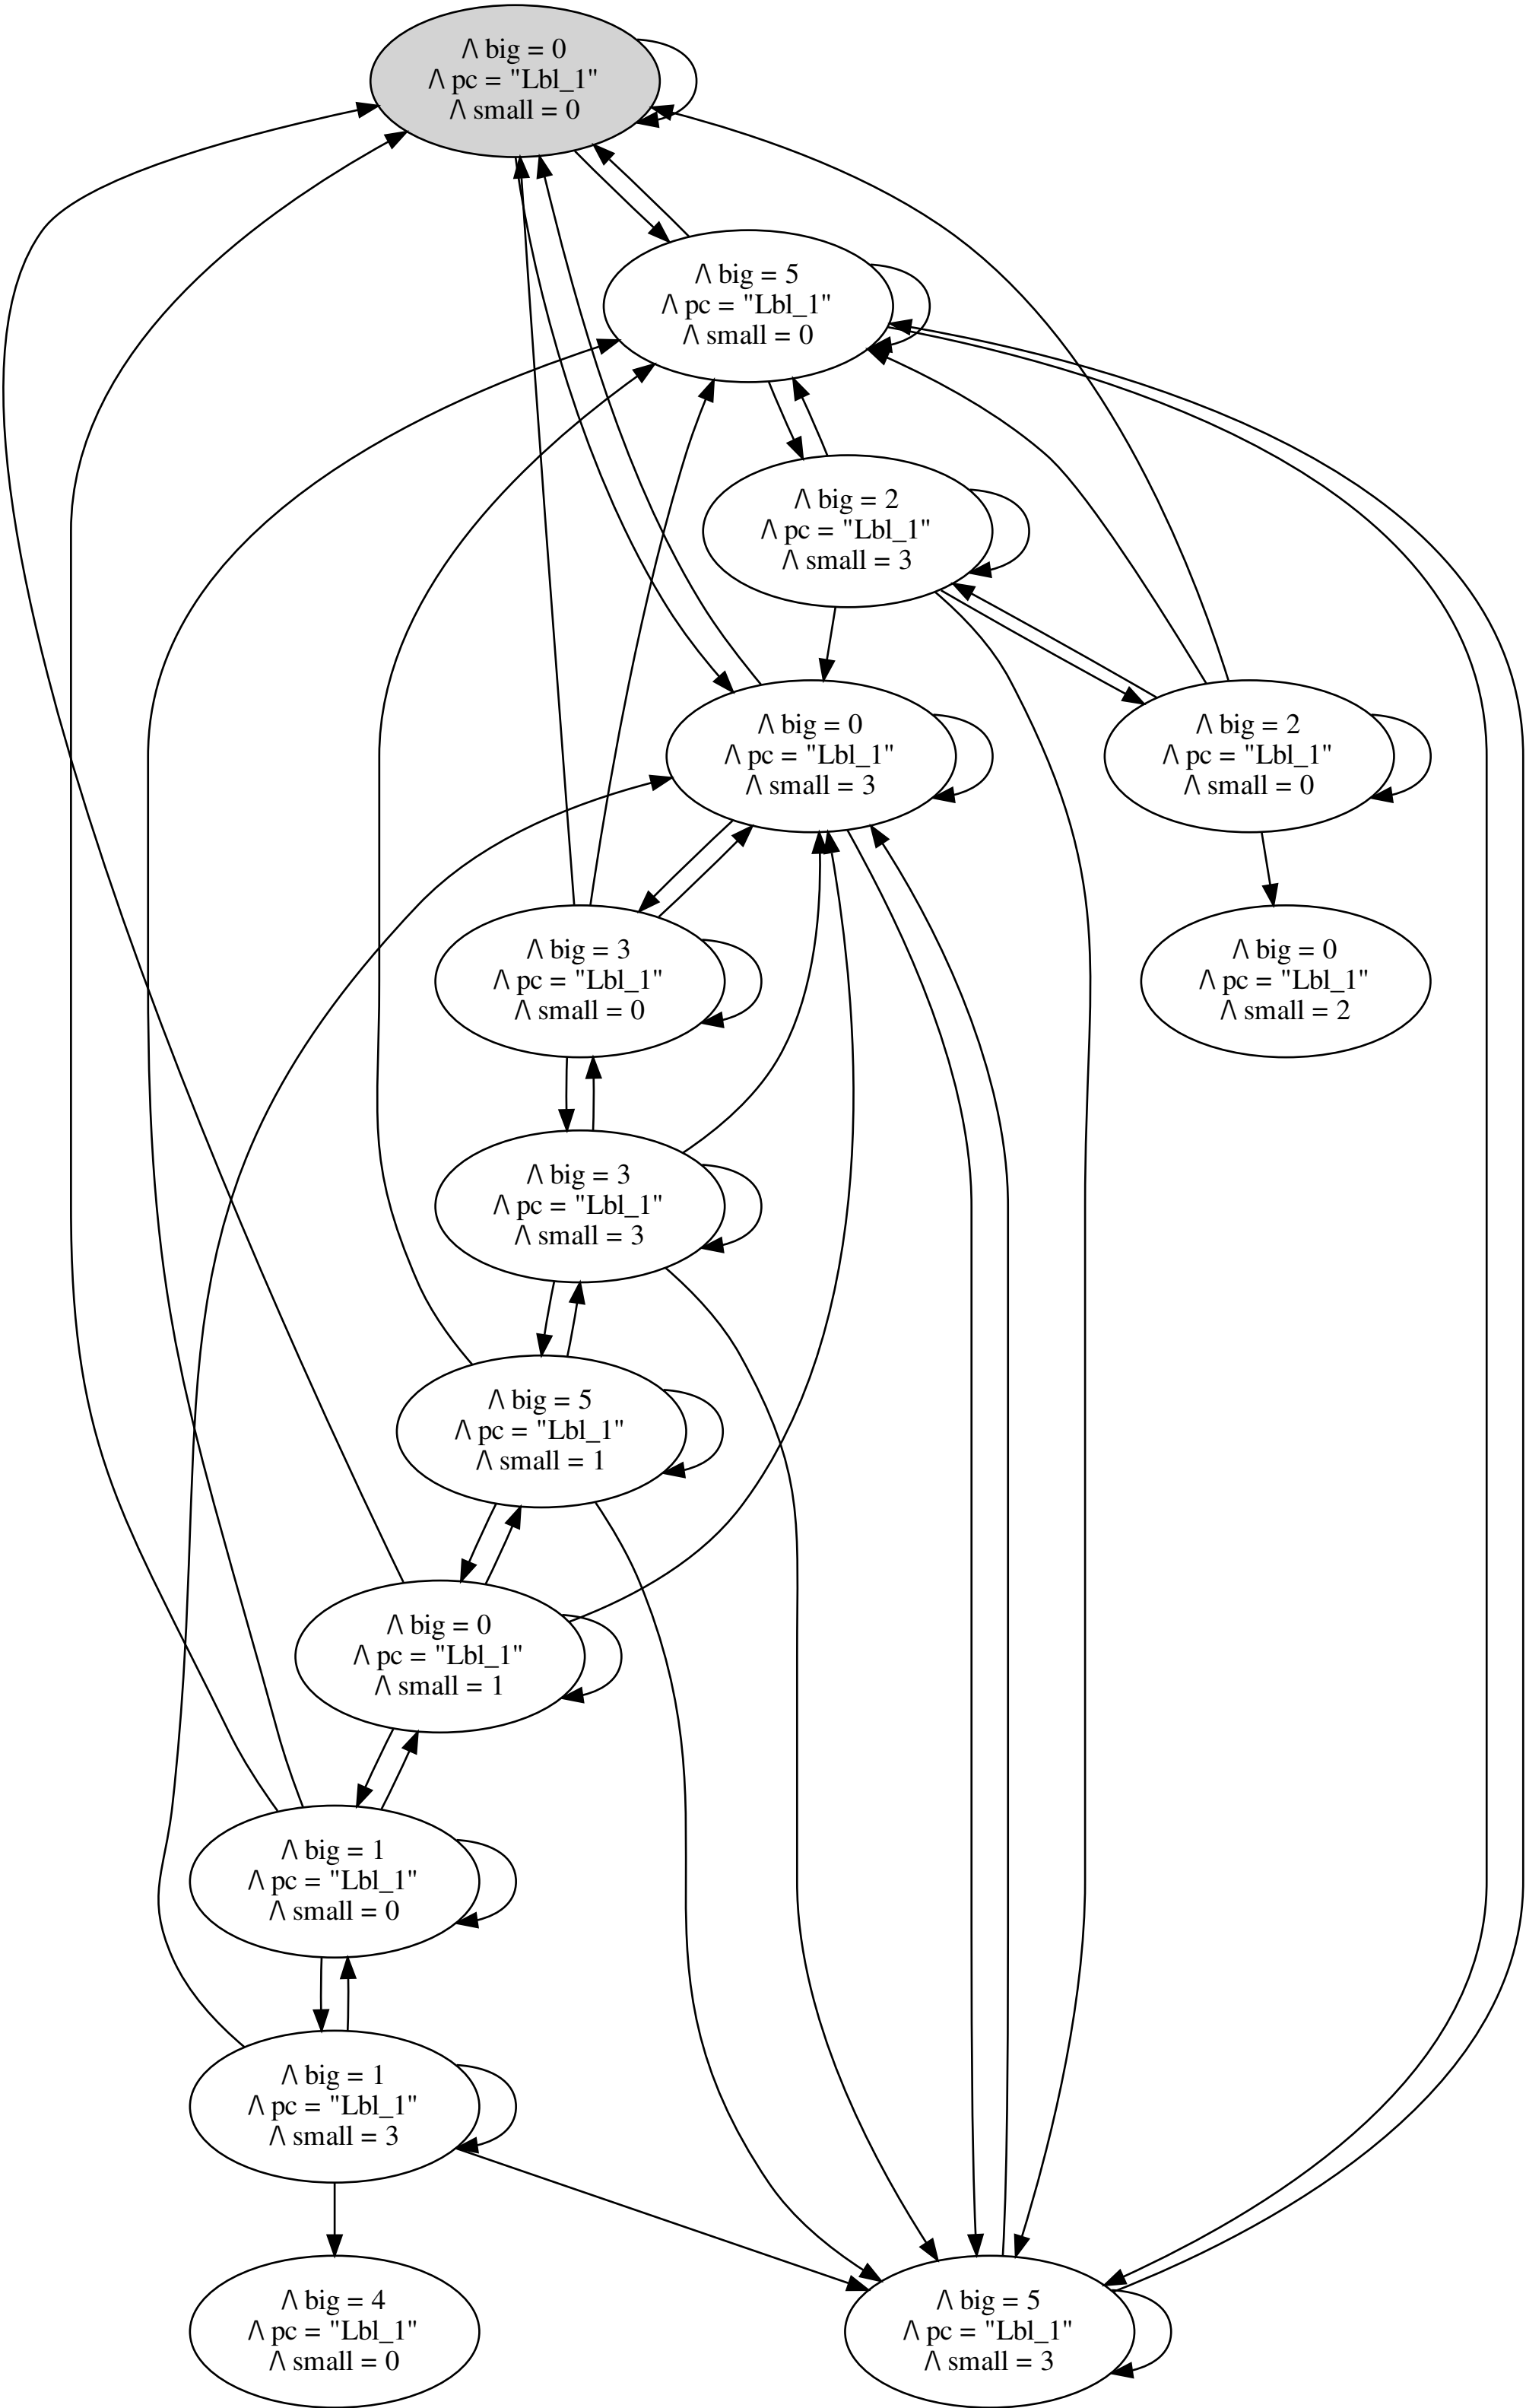 /\ big = 0
/\ pc = "Lbl_1"
/\ small = 0
/\ big = 5
/\ pc = "Lbl_1"
/\ small = 0
/\ big = 2
/\ pc = "Lbl_1"
/\ small = 3
/\ big = 0
/\ pc = "Lbl_1"
/\ small = 3
/\ big = 2
/\ pc = "Lbl_1"
/\ small = 0
/\ big = 3
/\ pc = "Lbl_1"
/\ small = 0
/\ big = 0
/\ pc = "Lbl_1"
/\ small = 2
/\ big = 3
/\ pc = "Lbl_1"
/\ small = 3
/\ big = 5
/\ pc = "Lbl_1"
/\ small = 1
/\ big = 0
/\ pc = "Lbl_1"
/\ small = 1
/\ big = 1
/\ pc = "Lbl_1"
/\ small = 0
/\ big = 1
/\ pc = "Lbl_1"
/\ small = 3
/\ big = 4
/\ pc = "Lbl_1"
/\ small = 0
/\ big = 5
/\ pc = "Lbl_1"
/\ small = 3